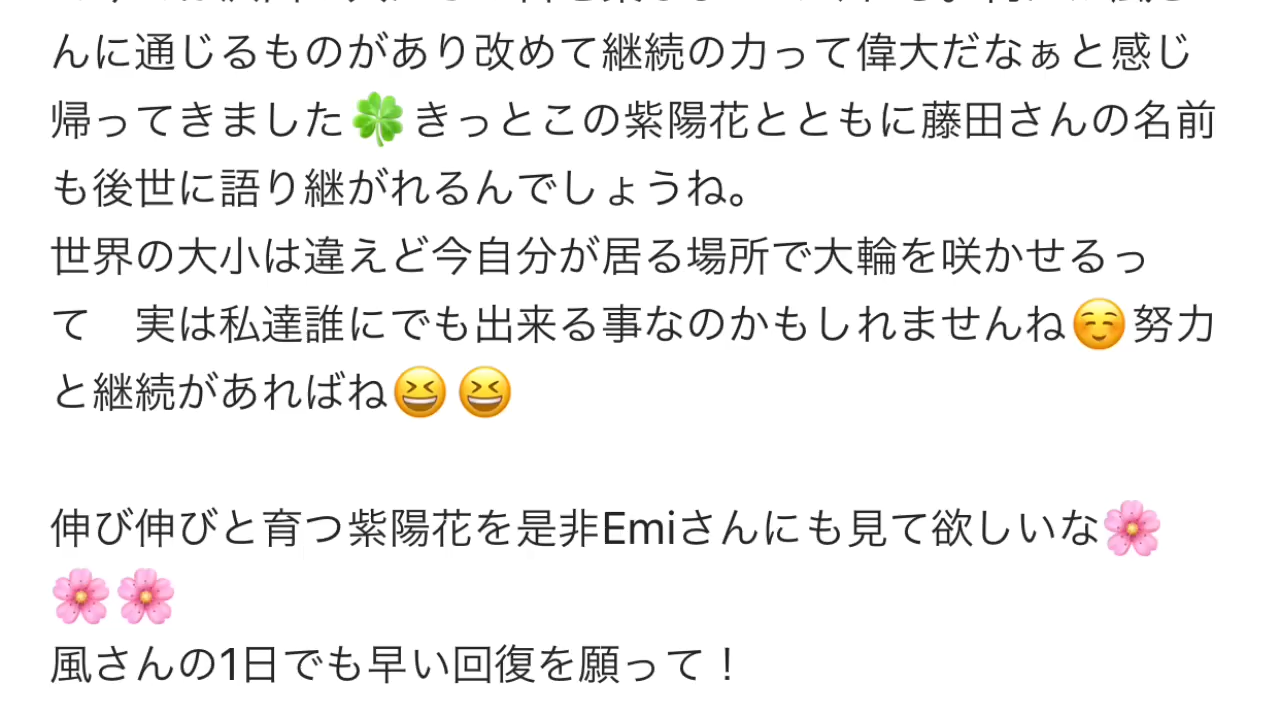 んに通じるものがあり改めて継続の力って偉大だなぁと感じ
帰ってきました🍀きっとこの紫陽花とともに藤田さんの名前
も後世に語り継がれるんでしょうね。
世界の大小は違えど今自分が居る場所で大輪を咲かせるっ
て　実は私達誰にでも出来る事なのかもしれませんね☺️努力
と継続があればね😆😆
伸び伸びと育つ紫陽花を是非Emiさんにも見て欲しいな🌸
🌸🌸
風さんの1日でも早い回復を願って！